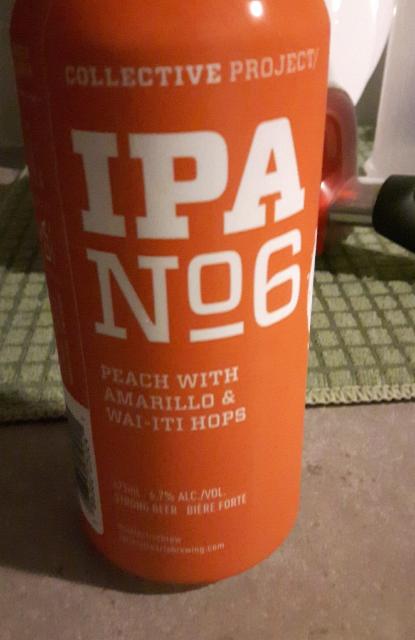 COLLECTIVE PROJECT/
IPA
Nº6
PEACH WITH
AMARILLO &
WAI-ITI HOPS
473ML 6.7% ALC./VOL.
STRONG BEER BIÈRE FORTE